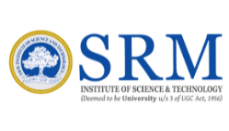 SRM
INSTITUTE OF SCIENCE & TECHNOLOGY
(Deemed to be University u/s 3 of UGC Act, 1956)